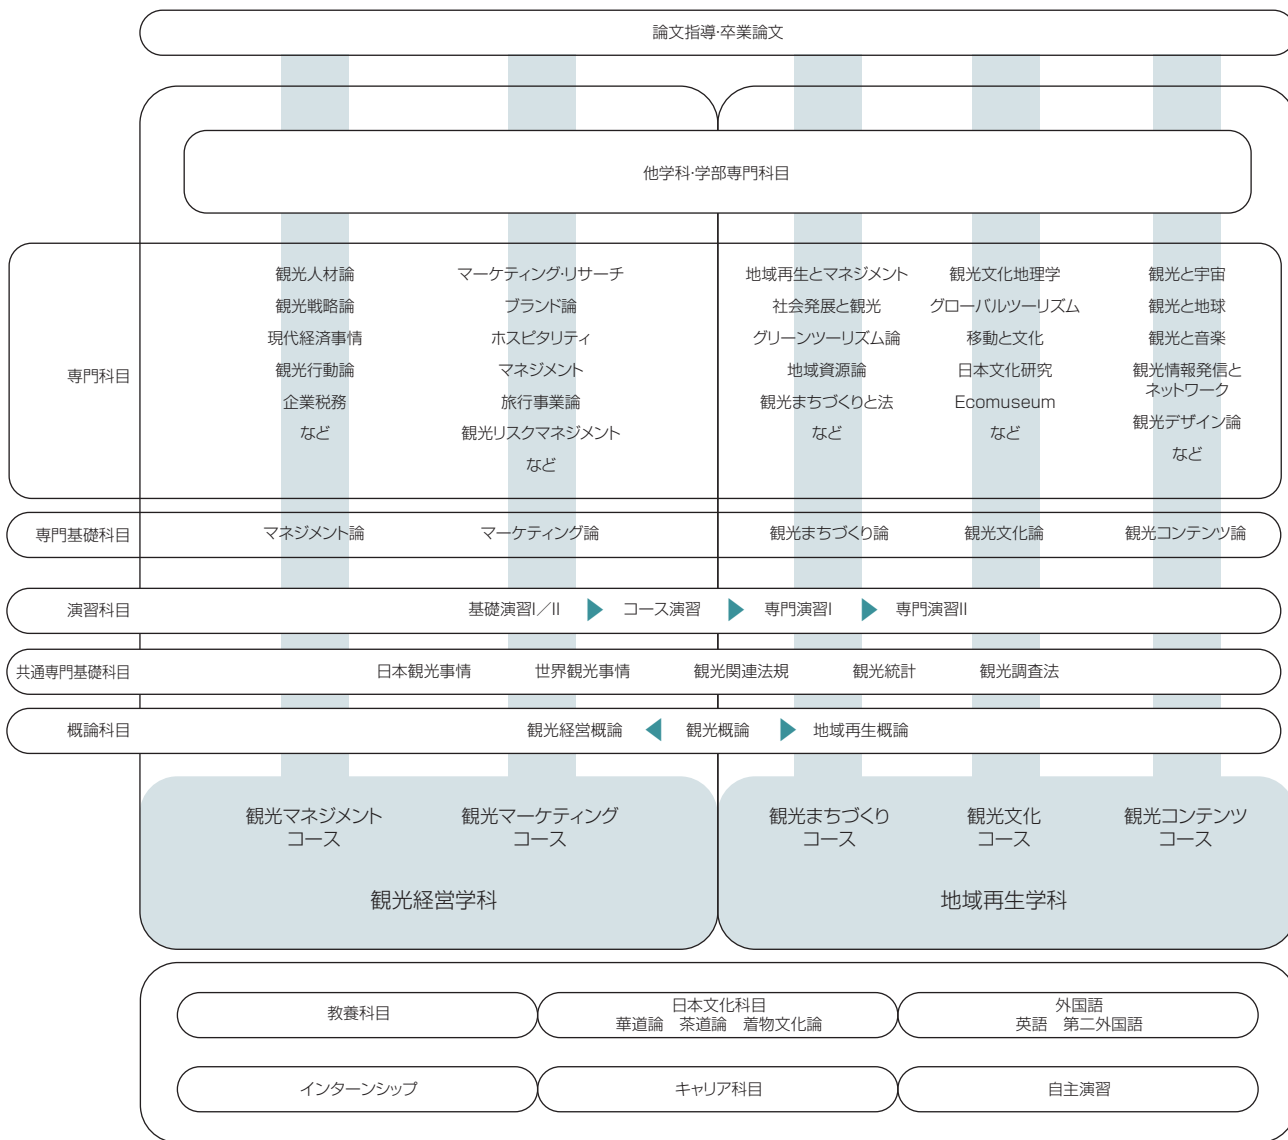 論文指導·卒業論文
他学科·学部専門科目
専門科目
観光人材論
観光戦略論
現代経済事情
観光行動論
企業税務
など
マーケティング·リサーチ
ブランド論
ホスピタリティ
マネジメント
旅行事業論
観光リスクマネジメント
など
地域再生とマネジメント
社会発展と観光
グリーンツーリズム論
地域資源論
観光まちづくりと法
など
観光文化地理学
グローバルツーリズム
移動と文化
日本文化研究
Ecomuseum
など
観光と宇宙
観光と地球
観光と音楽
観光情報発信と
ネットワーク
観光デザイン論
など
専門基礎科目 マネジメント論 マーケティング論 観光まちづくり論 観光文化論 観光コンテンツ論
演習科目 基礎演習I/II ▶ コース演習 ▶ 専門演習I ▶ 専門演習II
共通専門基礎科目 日本観光事情 世界観光事情 観光関連法規 観光統計 観光調査法
概論科目 観光経営概論 ◀ 観光概論 ▶ 地域再生概論
観光マネジメント
コース
観光マーケティング
コース
観光まちづくり
コース
観光文化
コース
観光コンテンツ
コース
観光経営学科
地域再生学科
教養科目
日本文化科目
華道論 茶道論 着物文化論
外国語
英語 第二外国語
インターンシップ
キャリア科目
自主演習